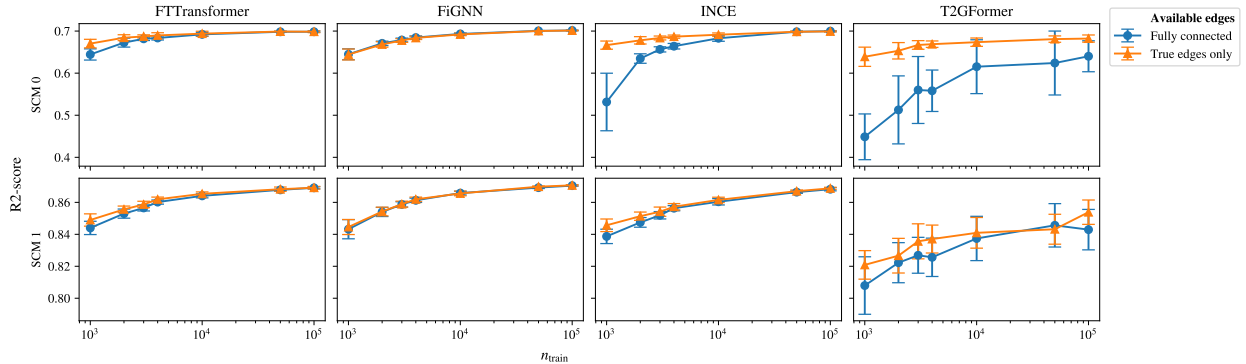 FTTransformer
FiGNN
INCE
T2GFormer
Available edges
Fully connected
True edges only
R2-score
SCM 0
0.7
0.6
0.5
0.4
SCM 1
0.86
0.84
0.82
0.80
10³ 10⁴ 10⁵
10³ 10⁴ 10⁵
10³ 10⁴ 10⁵
10³ 10⁴ 10⁵
n_train